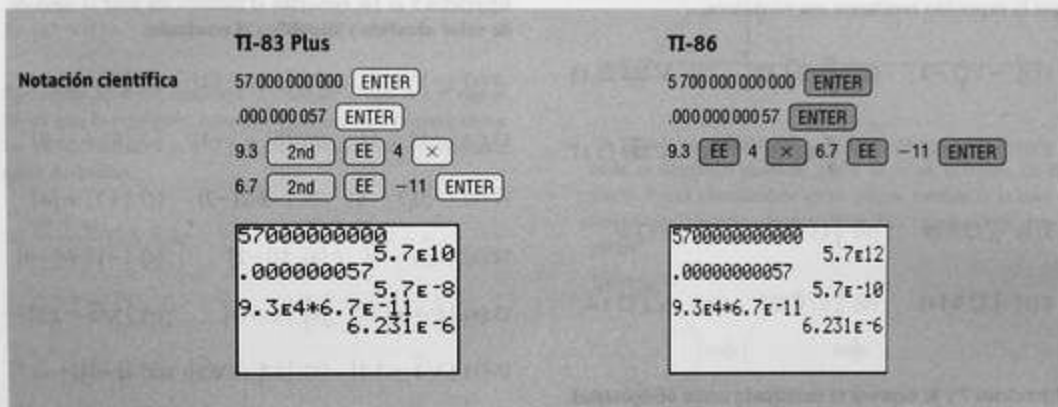 TI-83 Plus
Notación científica
57 000 000 000 ENTER
.000 000 057 ENTER
9.3 2nd EE 4 ×
6.7 2nd EE −11 ENTER
57000000000
5.7ᴇ10
.000000057
5.7ᴇ-8
9.3ᴇ4*6.7ᴇ-11
6.231ᴇ-6
TI-86
5 700 000 000 000 ENTER
.000 000 000 57 ENTER
9.3 EE 4 × 6.7 EE −11 ENTER
5700000000000
5.7ᴇ12
.00000000057
5.7ᴇ-10
9.3ᴇ4*6.7ᴇ-11
6.231ᴇ-6